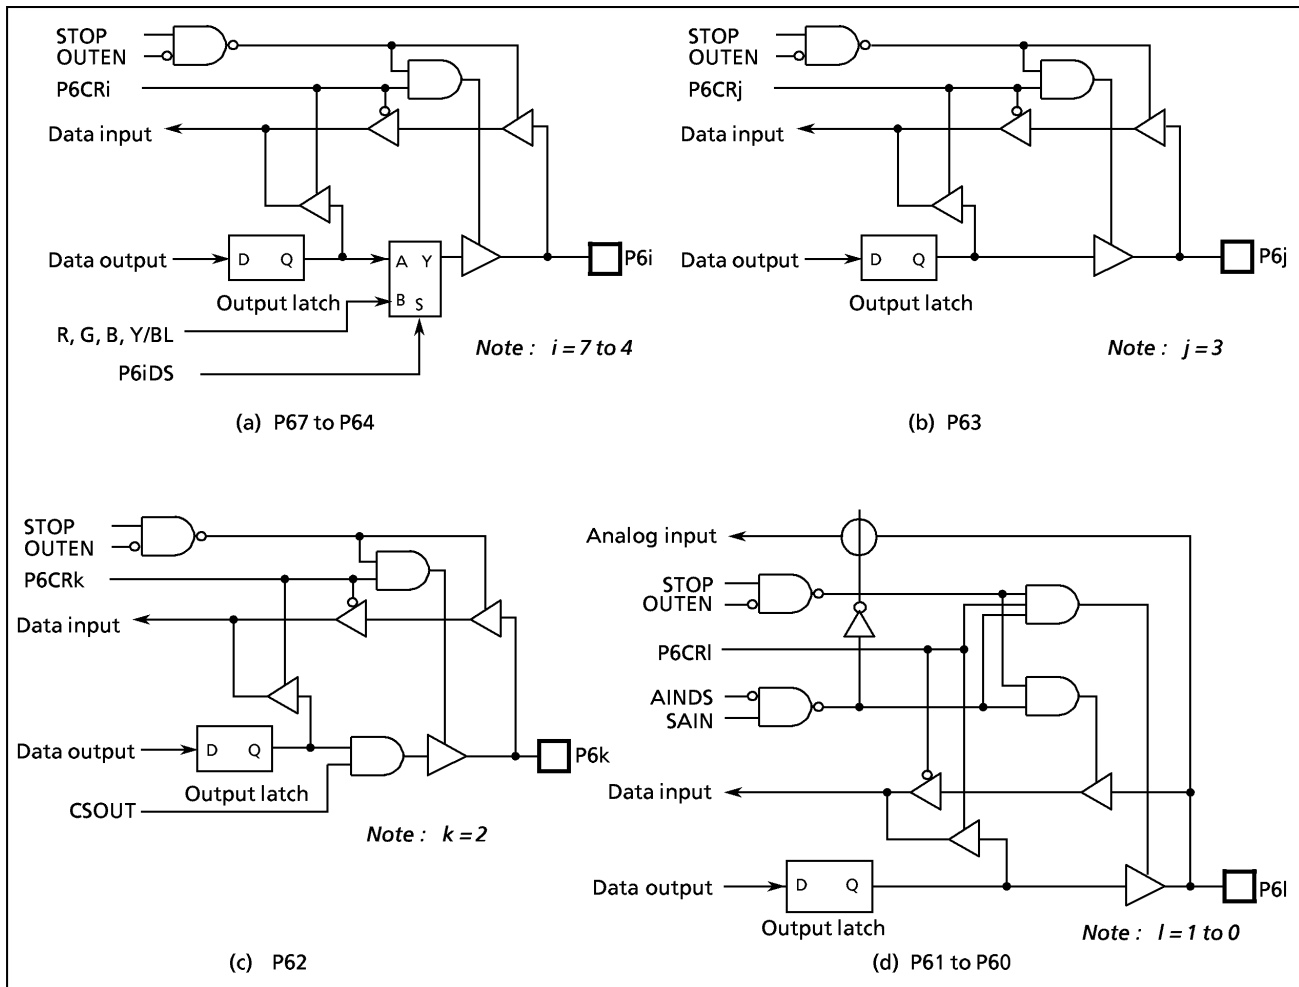 STOP
OUTEN
P6CRi
Data input
Data output
D Q
Output latch
A Y
B S
P6i
R, G, B, Y/BL
P6iDS
Note : i = 7 to 4
(a) P67 to P64
STOP
OUTEN
P6CRj
Data input
Data output
D Q
Output latch
P6j
Note : j = 3
(b) P63
STOP
OUTEN
P6CRk
Data input
Data output
D Q
Output latch
P6k
CSOUT
Note : k = 2
(c) P62
Analog input
STOP
OUTEN
P6CRl
AINDS
SAIN
Data input
Data output
D Q
Output latch
P6l
Note : l = 1 to 0
(d) P61 to P60